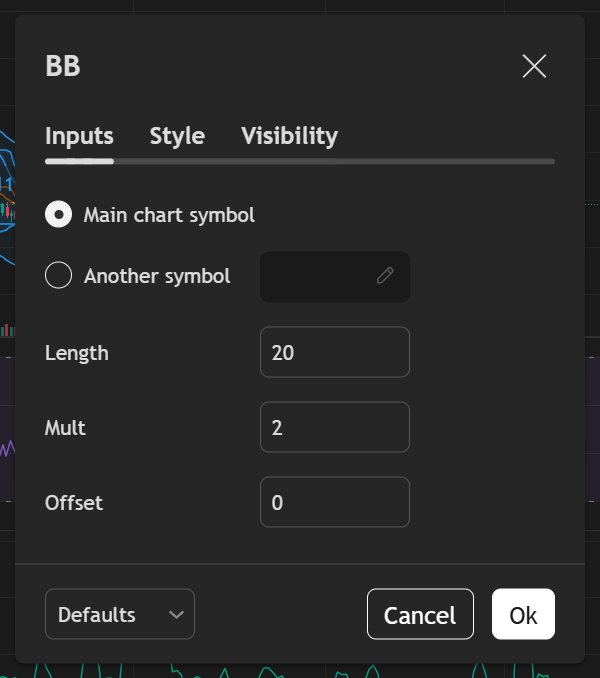 BB
Inputs Style Visibility
Main chart symbol
Another symbol
Length 20
Mult 2
Offset 0
Defaults Cancel Ok